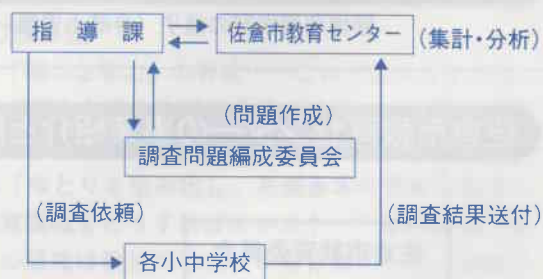 指導課 佐倉市教育センター (集計・分析)
(問題作成)
調査問題編成委員会
(調査依頼) (調査結果送付)
各小中学校